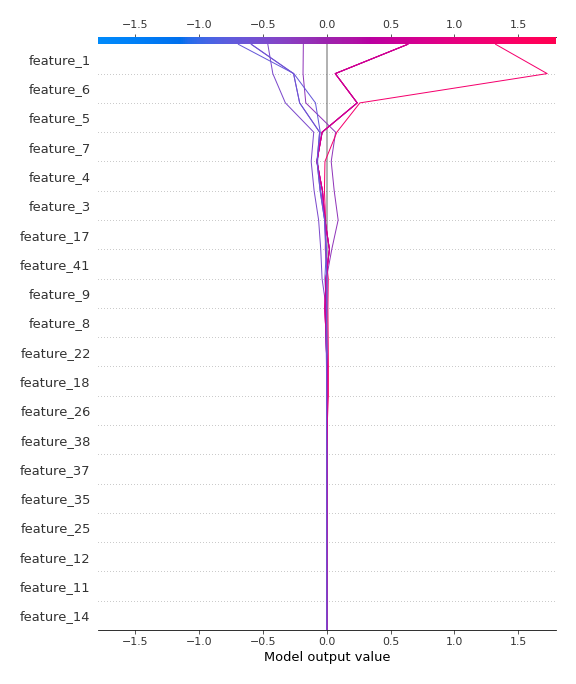 −1.5 −1.0 −0.5 0.0 0.5 1.0 1.5
feature_1
feature_6
feature_5
feature_7
feature_4
feature_3
feature_17
feature_41
feature_9
feature_8
feature_22
feature_18
feature_26
feature_38
feature_37
feature_35
feature_25
feature_12
feature_11
feature_14
−1.5 −1.0 −0.5 0.0 0.5 1.0 1.5
Model output value